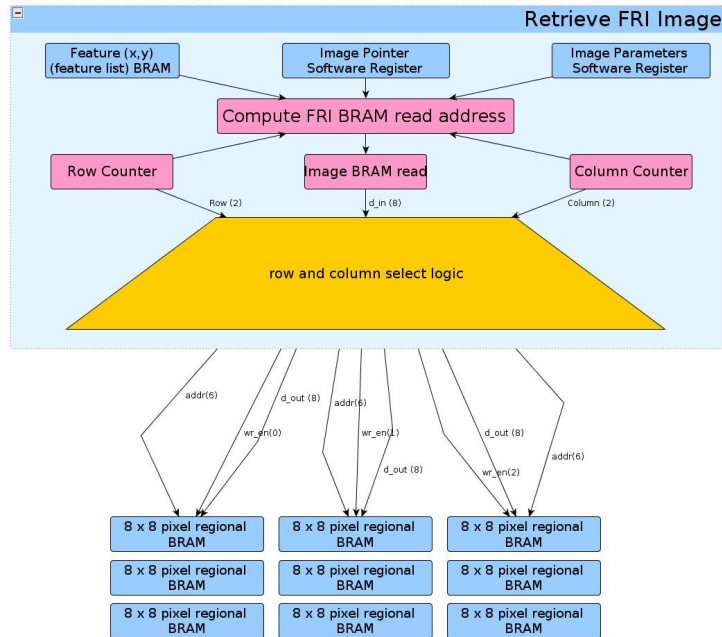 Retrieve FRI Image
Feature (x,y)
(feature list) BRAM
Image Pointer
Software Register
Image Parameters
Software Register
Compute FRI BRAM read address
Row Counter
Image BRAM read
Column Counter
Row (2)
d_in (8)
Column (2)
row and column select logic
addr(6)
d_out (8)
addr(6)
wr_en(0)
wr_en(1)
d_out (8)
d_out (8)
wr_en(2)
addr(6)
8 x 8 pixel regional
BRAM
8 x 8 pixel regional
BRAM
8 x 8 pixel regional
BRAM
8 x 8 pixel regional
BRAM
8 x 8 pixel regional
BRAM
8 x 8 pixel regional
BRAM
8 x 8 pixel regional
BRAM
8 x 8 pixel regional
BRAM
8 x 8 pixel regional
BRAM